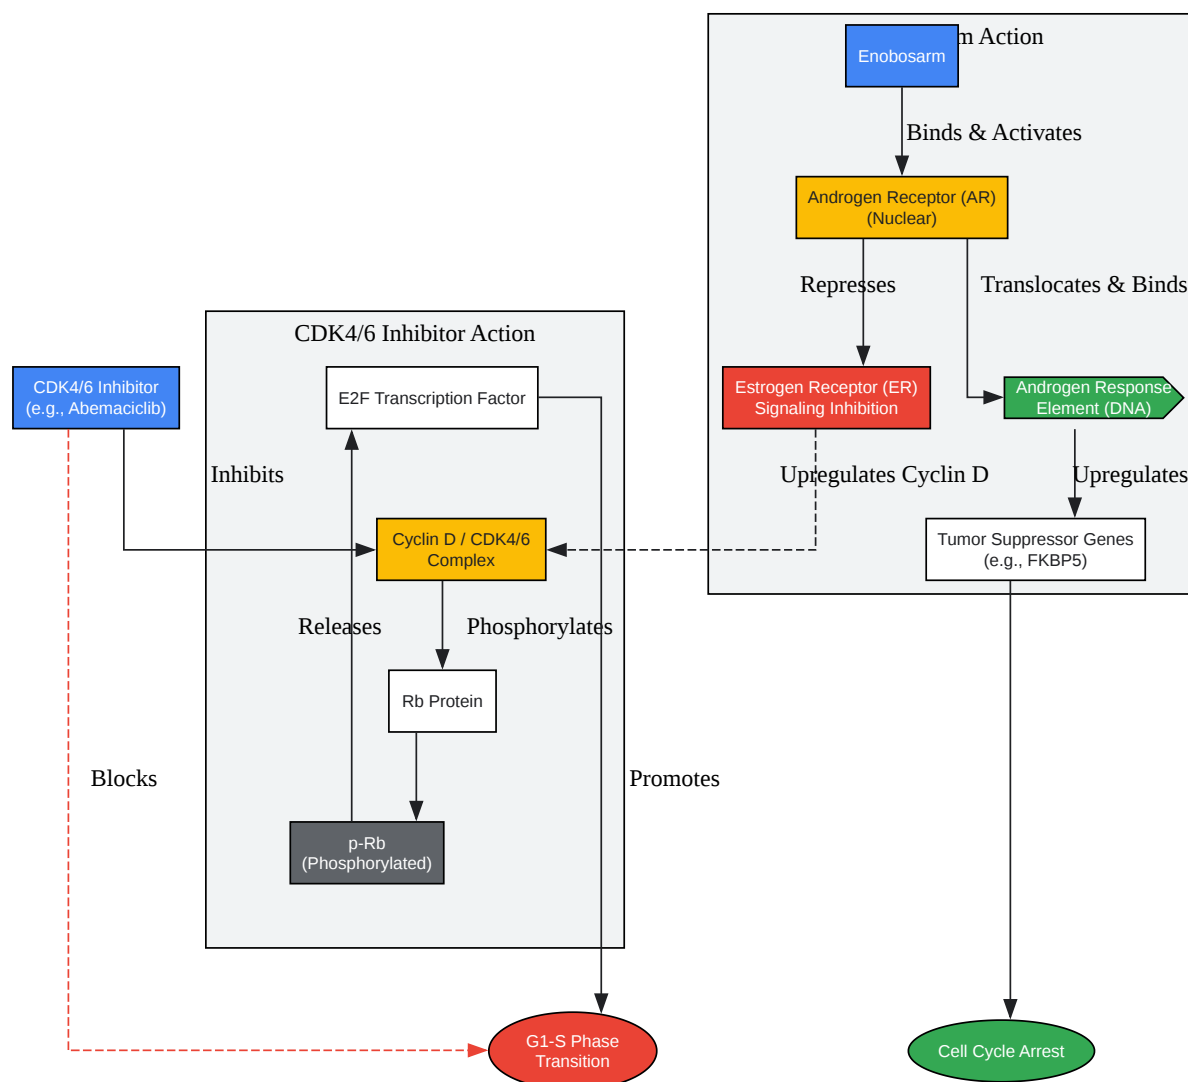 m Action
Enobosarm
Binds & Activates
Androgen Receptor (AR)
(Nuclear)
Represses
Translocates & Binds
CDK4/6 Inhibitor Action
CDK4/6 Inhibitor
(e.g., Abemaciclib)
E2F Transcription Factor
Estrogen Receptor (ER)
Signaling Inhibition
Androgen Response
Element (DNA)
Inhibits
Upregulates Cyclin D
Upregulates
Cyclin D / CDK4/6
Complex
Tumor Suppressor Genes
(e.g., FKBP5)
Releases
Phosphorylates
Rb Protein
Blocks
Promotes
p-Rb
(Phosphorylated)
G1-S Phase
Transition
Cell Cycle Arrest